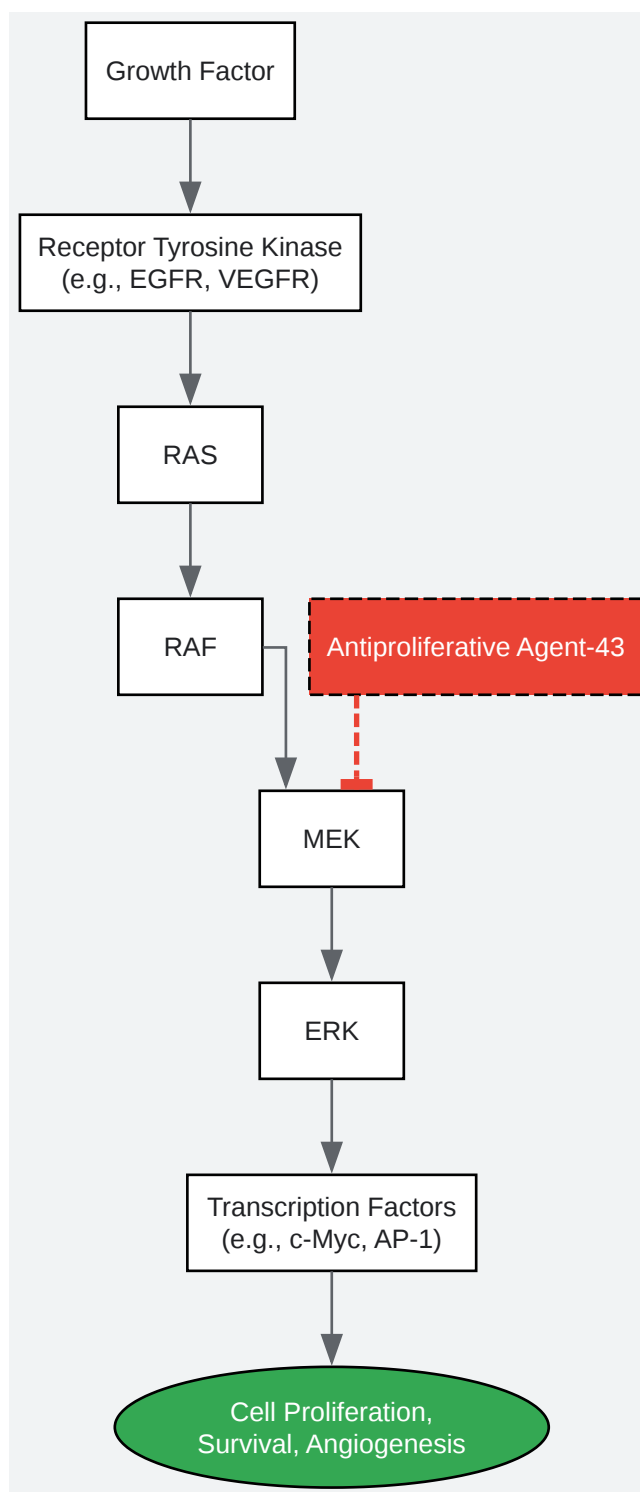 Growth Factor
Receptor Tyrosine Kinase
(e.g., EGFR, VEGFR)
RAS
RAF
Antiproliferative Agent-43
MEK
ERK
Transcription Factors
(e.g., c-Myc, AP-1)
Cell Proliferation,
Survival, Angiogenesis